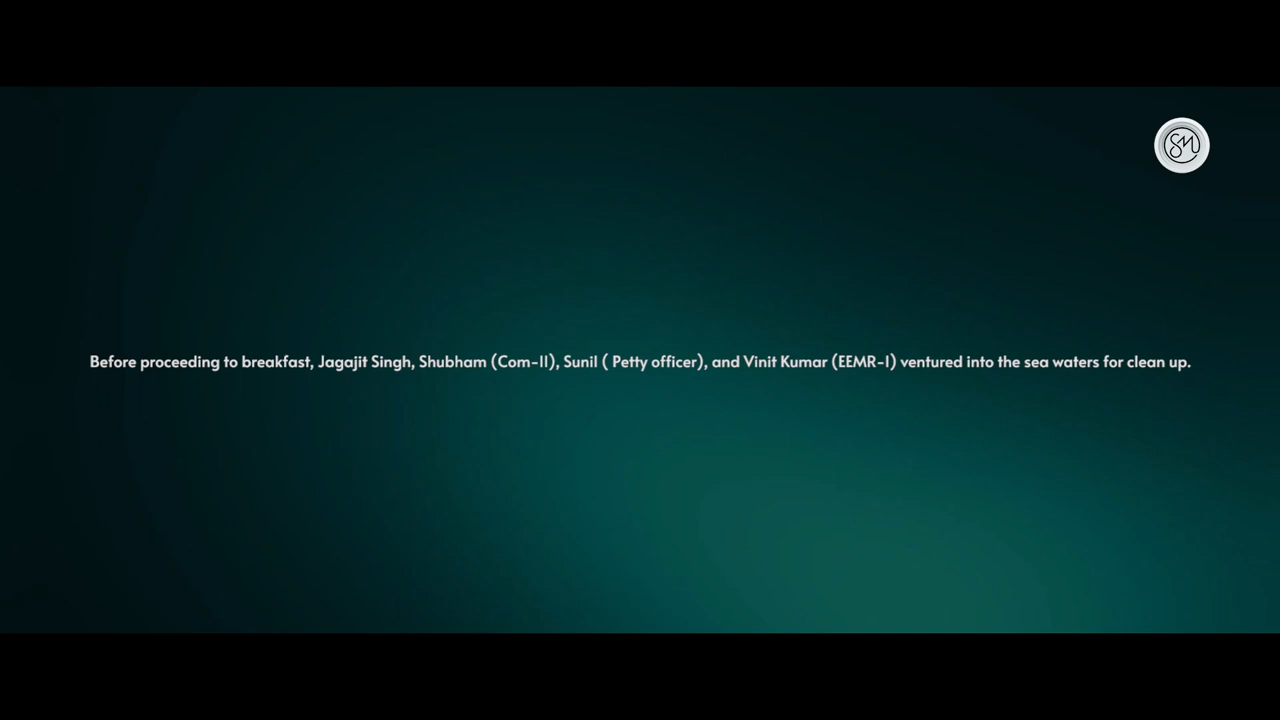 SM
Before proceeding to breakfast, Jagajit Singh, Shubham (Com-II), Sunil ( Petty officer), and Vinit Kumar (EEMR-I) ventured into the sea waters for clean up.